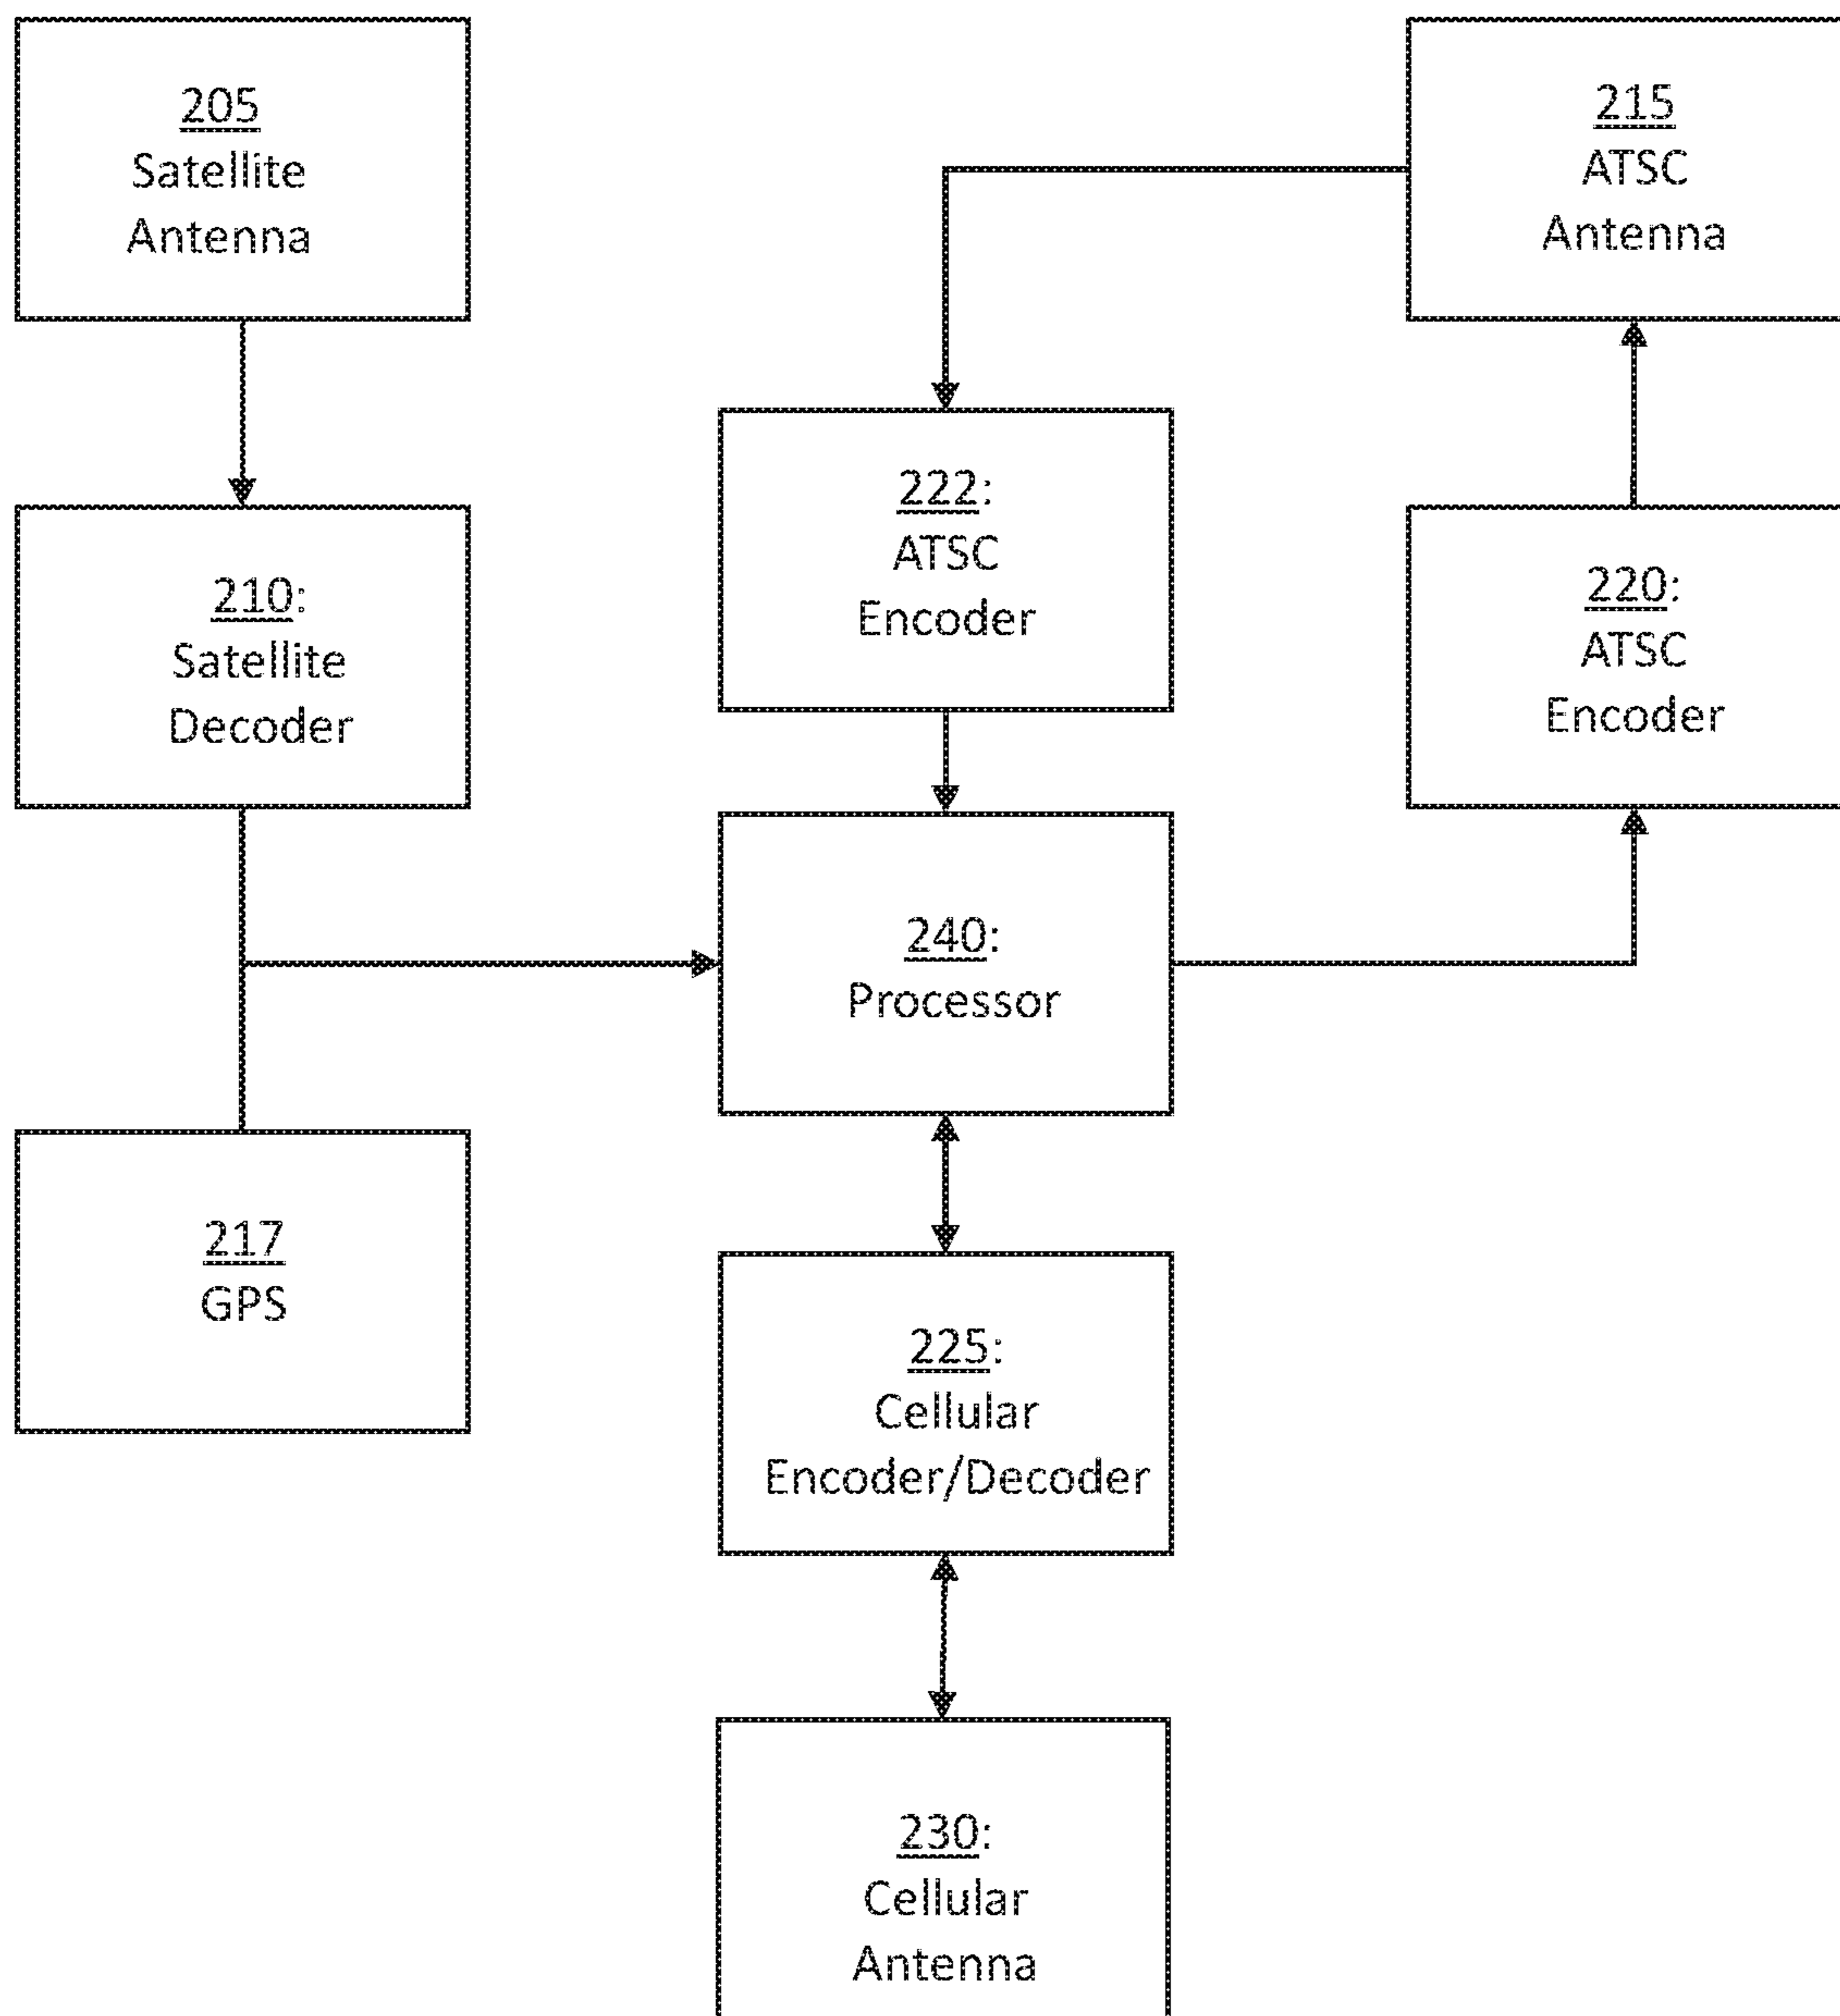 205
Satellite
Antenna
215
ATSC
Antenna
222:
ATSC
Encoder
210:
Satellite
Decoder
220:
ATSC
Encoder
240:
Processor
217
GPS
225:
Cellular
Encoder/Decoder
230:
Cellular
Antenna